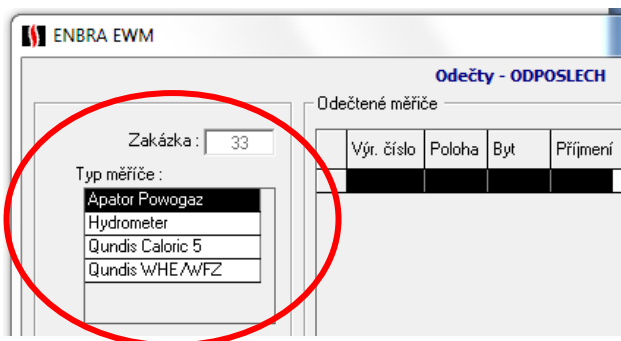 ENBRA EWM
Odečty - ODPOSLECH
Zakázka : 33
Typ měříče :
Apator Powogaz
Hydrometer
Qundis Caloric 5
Qundis WHE/WFZ
Odečtené měřiče
Výr. číslo Poloha Byt Příjmení